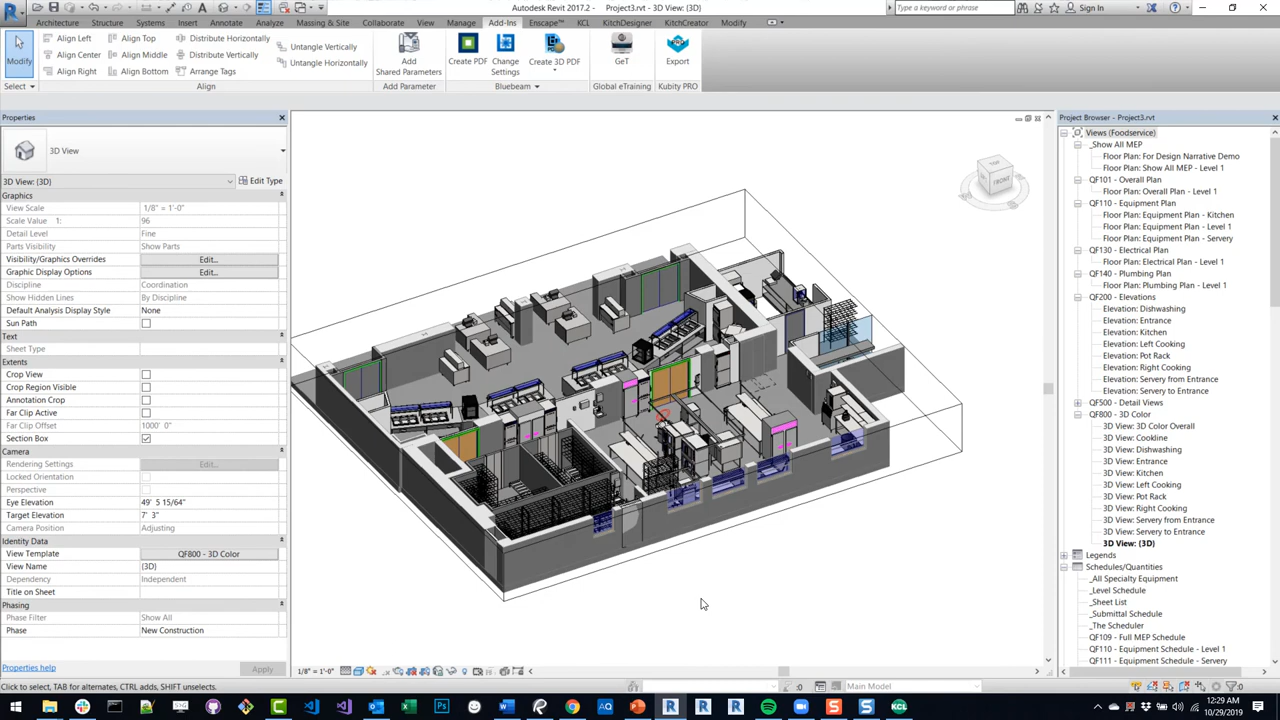 Autodesk Revit 2017.2 - Project3.rvt - 3D View: {3D}
Type a keyword or phrase
Sign In
Architecture Structure Systems Insert Annotate Analyze Massing & Site Collaborate View Manage Add-Ins Enscape™ KCL KitchDesigner KitchCreator Modify
Modify
Select
Align Left
Align Center
Align Right
Align Top
Align Middle
Align Bottom
Distribute Horizontally
Distribute Vertically
Arrange Tags
Untangle Vertically
Untangle Horizontally
Align
Add
Shared Parameters
Add Parameter
Create PDF
Change
Settings
Create 3D PDF
Bluebeam
GeT
Global eTraining
Export
Kubity PRO
Properties
3D View
3D View: {3D}
Edit Type
Graphics
View Scale 1/8" = 1'-0"
Scale Value 1: 96
Detail Level Fine
Parts Visibility Show Parts
Visibility/Graphics Overrides Edit...
Graphic Display Options Edit...
Discipline Coordination
Show Hidden Lines By Discipline
Default Analysis Display Style None
Sun Path
Text
Sheet Type
Extents
Crop View
Crop Region Visible
Annotation Crop
Far Clip Active
Far Clip Offset 1000' 0"
Section Box
Camera
Rendering Settings Edit...
Locked Orientation
Perspective
Eye Elevation 49' 5 15/64"
Target Elevation 7' 3"
Camera Position Adjusting
Identity Data
View Template QF800 - 3D Color
View Name {3D}
Dependency Independent
Title on Sheet
Phasing
Phase Filter Show All
Phase New Construction
Properties help
Apply
TOP
FRONT
1/8" = 1'-0"
Project Browser - Project3.rvt
Views (Foodservice)
_Show All MEP
Floor Plan: For Design Narrative Demo
Floor Plan: Show All MEP - Level 1
QF101 - Overall Plan
Floor Plan: Overall Plan - Level 1
QF110 - Equipment Plan
Floor Plan: Equipment Plan - Kitchen
Floor Plan: Equipment Plan - Level 1
Floor Plan: Equipment Plan - Servery
QF130 - Electrical Plan
Floor Plan: Electrical Plan - Level 1
QF140 - Plumbing Plan
Floor Plan: Plumbing Plan - Level 1
QF200 - Elevations
Elevation: Dishwashing
Elevation: Entrance
Elevation: Kitchen
Elevation: Left Cooking
Elevation: Pot Rack
Elevation: Right Cooking
Elevation: Servery from Entrance
Elevation: Servery to Entrance
QF500 - Detail Views
QF800 - 3D Color
3D View: 3D Color Overall
3D View: Cookline
3D View: Dishwashing
3D View: Entrance
3D View: Kitchen
3D View: Left Cooking
3D View: Pot Rack
3D View: Right Cooking
3D View: Servery from Entrance
3D View: Servery to Entrance
3D View: {3D}
Legends
Schedules/Quantities
_All Specialty Equipment
_Level Schedule
_Sheet List
_Submittal Schedule
_The Scheduler
QF109 - Full MEP Schedule
QF111 - Equipment Schedule - Level 1
QF111 - Equipment Schedule - Servery
Click to select, TAB for alternates, CTRL adds, SHIFT unselects.
:0
Main Model
:0
12:29 AM
10/29/2019